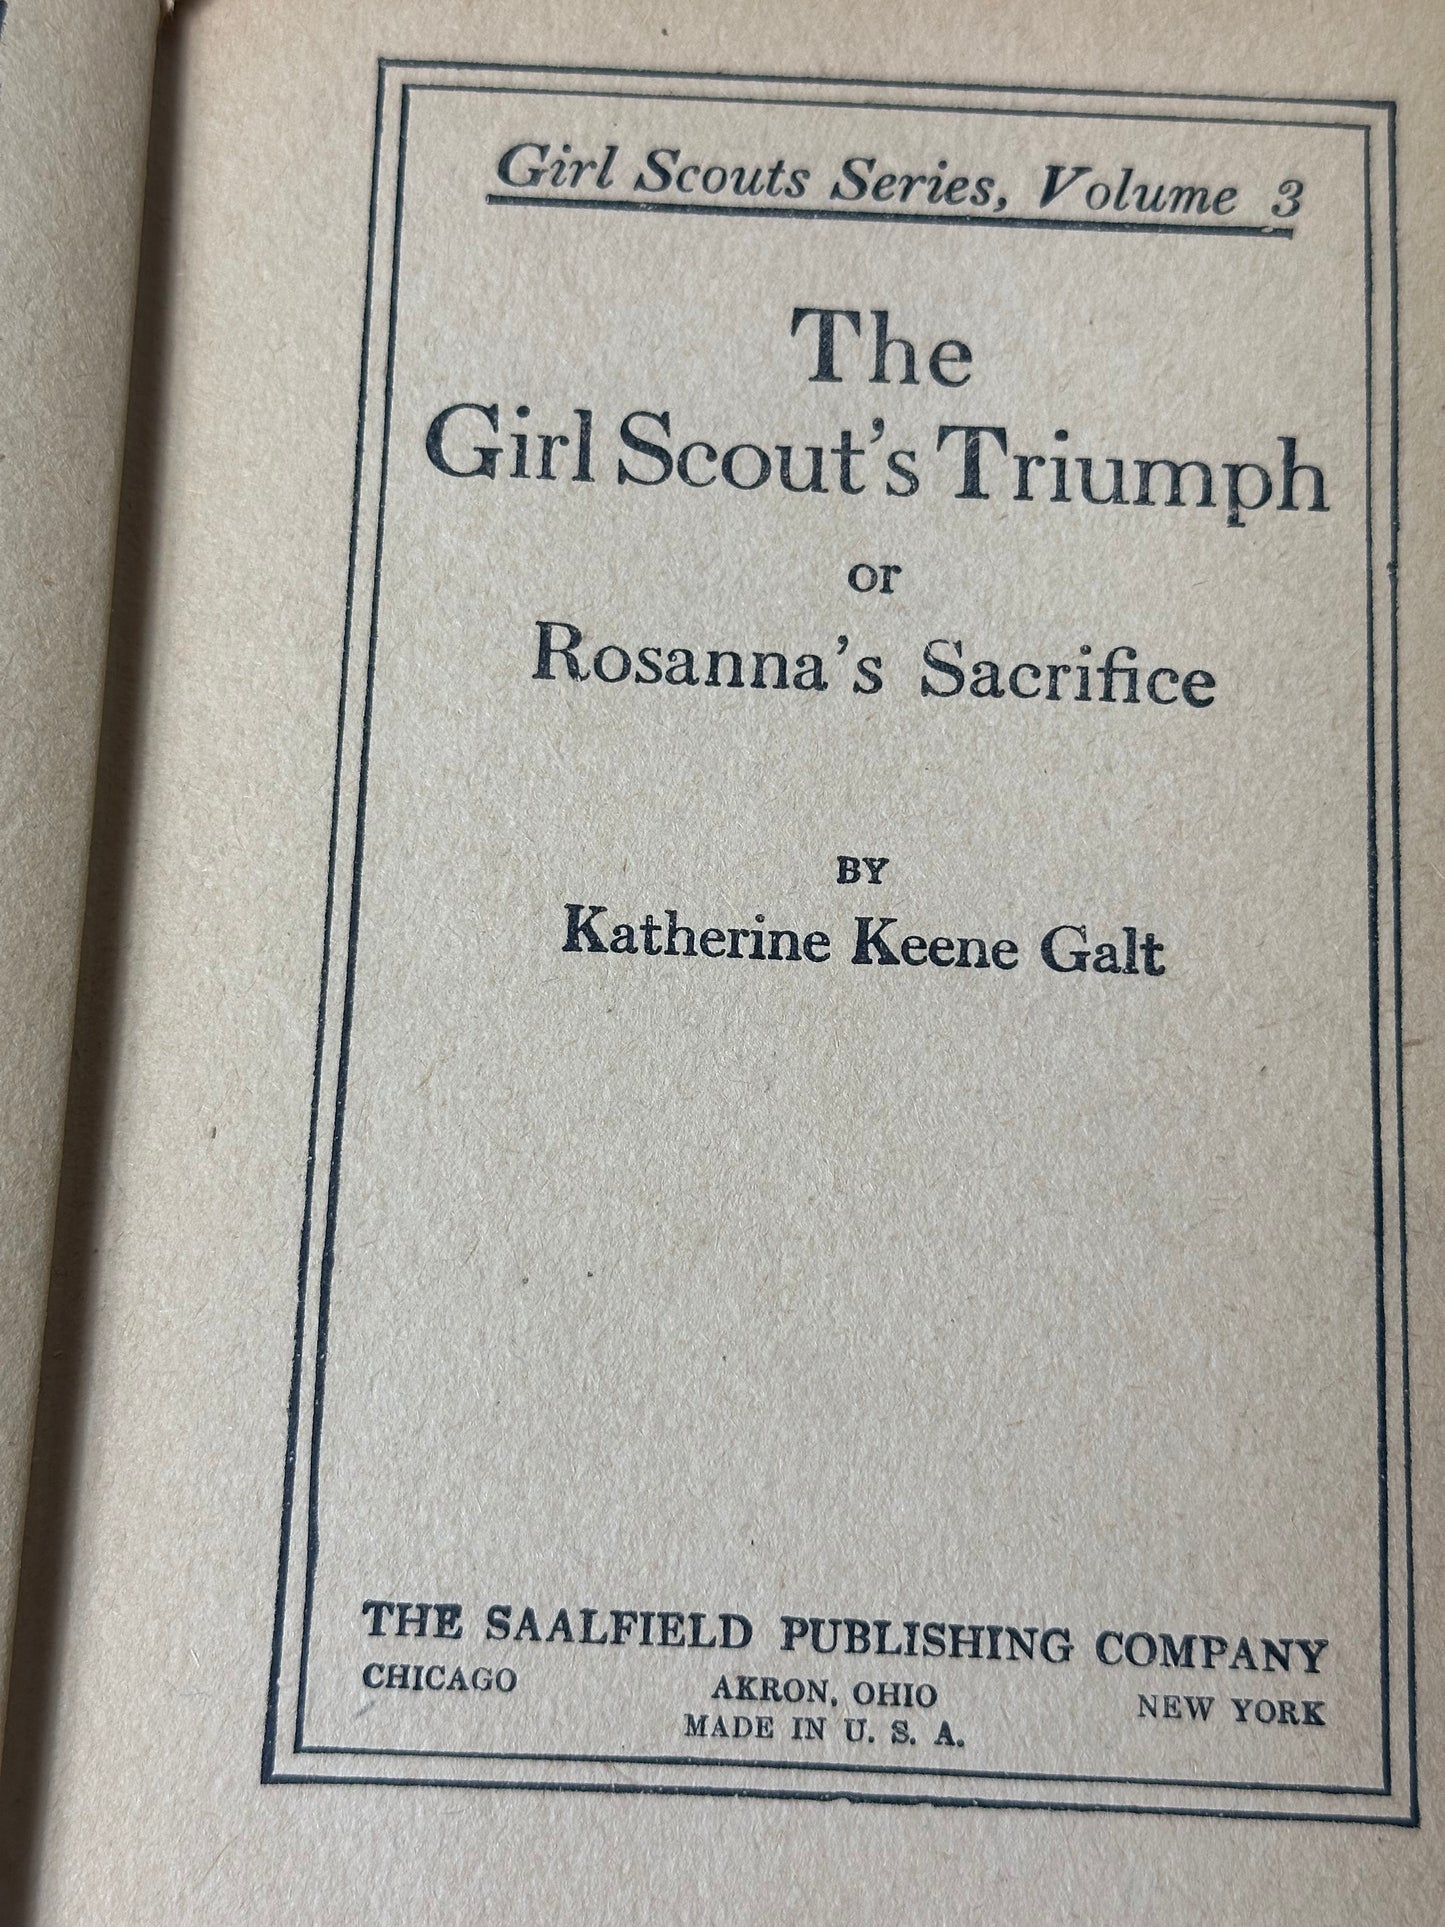 Girl Scouts Series, Volume 3
The
Girl Scout's Triumph
or
Rosanna's Sacrifice
BY
Katherine Keene Galt
THE SAALFIELD PUBLISHING COMPANY
CHICAGO AKRON, OHIO NEW YORK
MADE IN U. S. A.